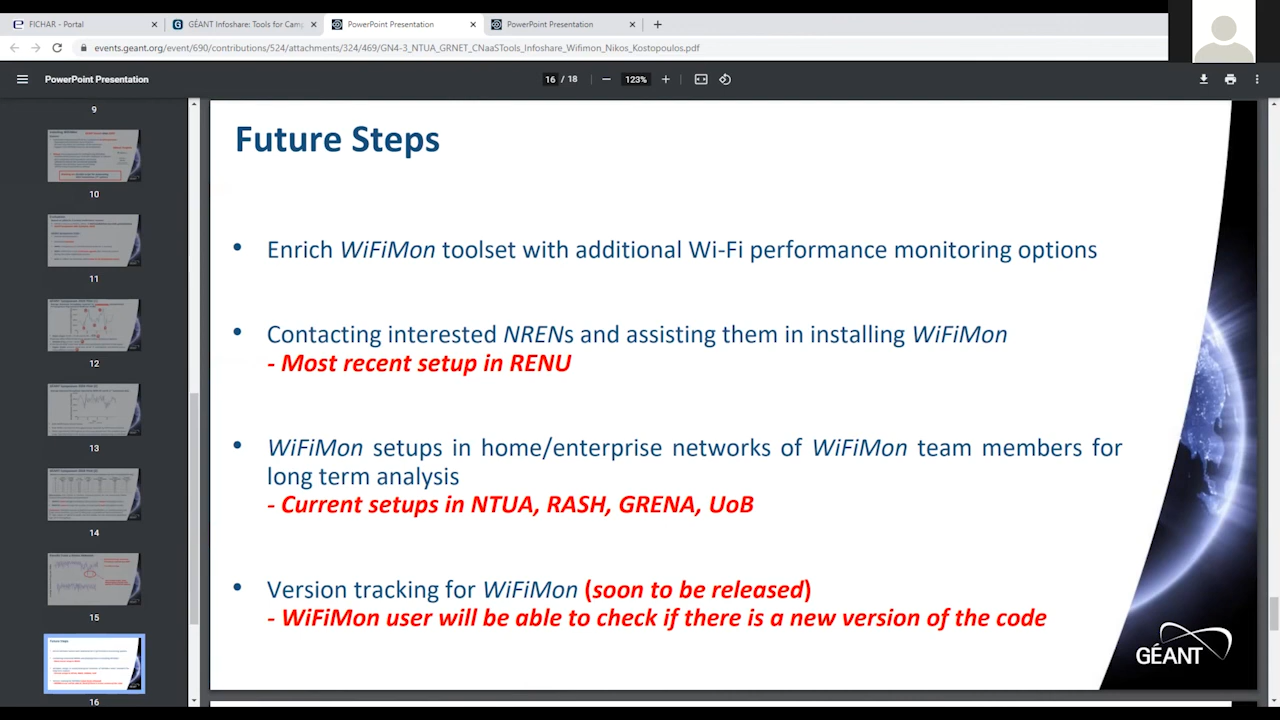 FICHAR - Portal
GÉANT Infoshare: Tools for Cam
PowerPoint Presentation
PowerPoint Presentation
events.geant.org/event/690/contributions/524/attachments/324/469/GN4-3_NTUA_GRNET_CNaaSTools_Infoshare_Wifimon_Nikos_Kostopoulos.pdf
PowerPoint Presentation
16 / 18
123%
9
10
11
12
13
14
15
16
Future Steps
• Enrich WiFiMon toolset with additional Wi-Fi performance monitoring options
• Contacting interested NRENs and assisting them in installing WiFiMon
- Most recent setup in RENU
• WiFiMon setups in home/enterprise networks of WiFiMon team members for
long term analysis
- Current setups in NTUA, RASH, GRENA, UoB
• Version tracking for WiFiMon (soon to be released)
- WiFiMon user will be able to check if there is a new version of the code
GÉANT